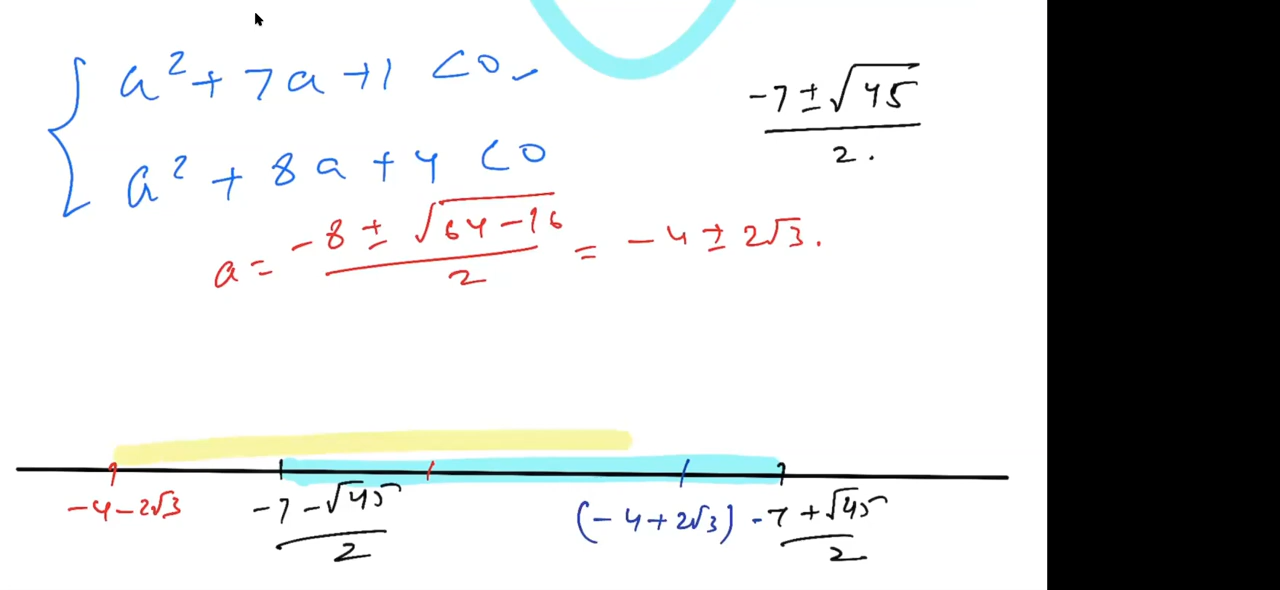 a² + 7a + 1 < 0
-7 ± √45 / 2.
a² + 8a + 4 < 0
a = -8 ± √64-16 / 2 = -4 ± 2√3.
-4-2√3
-7-√45 / 2
(-4+2√3)
-7+√45 / 2